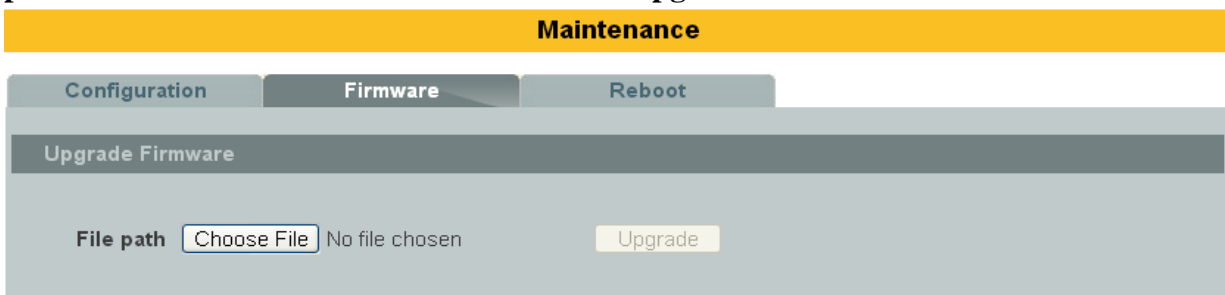 Maintenance
Configuration Firmware Reboot
Upgrade Firmware
File path Choose File No file chosen Upgrade